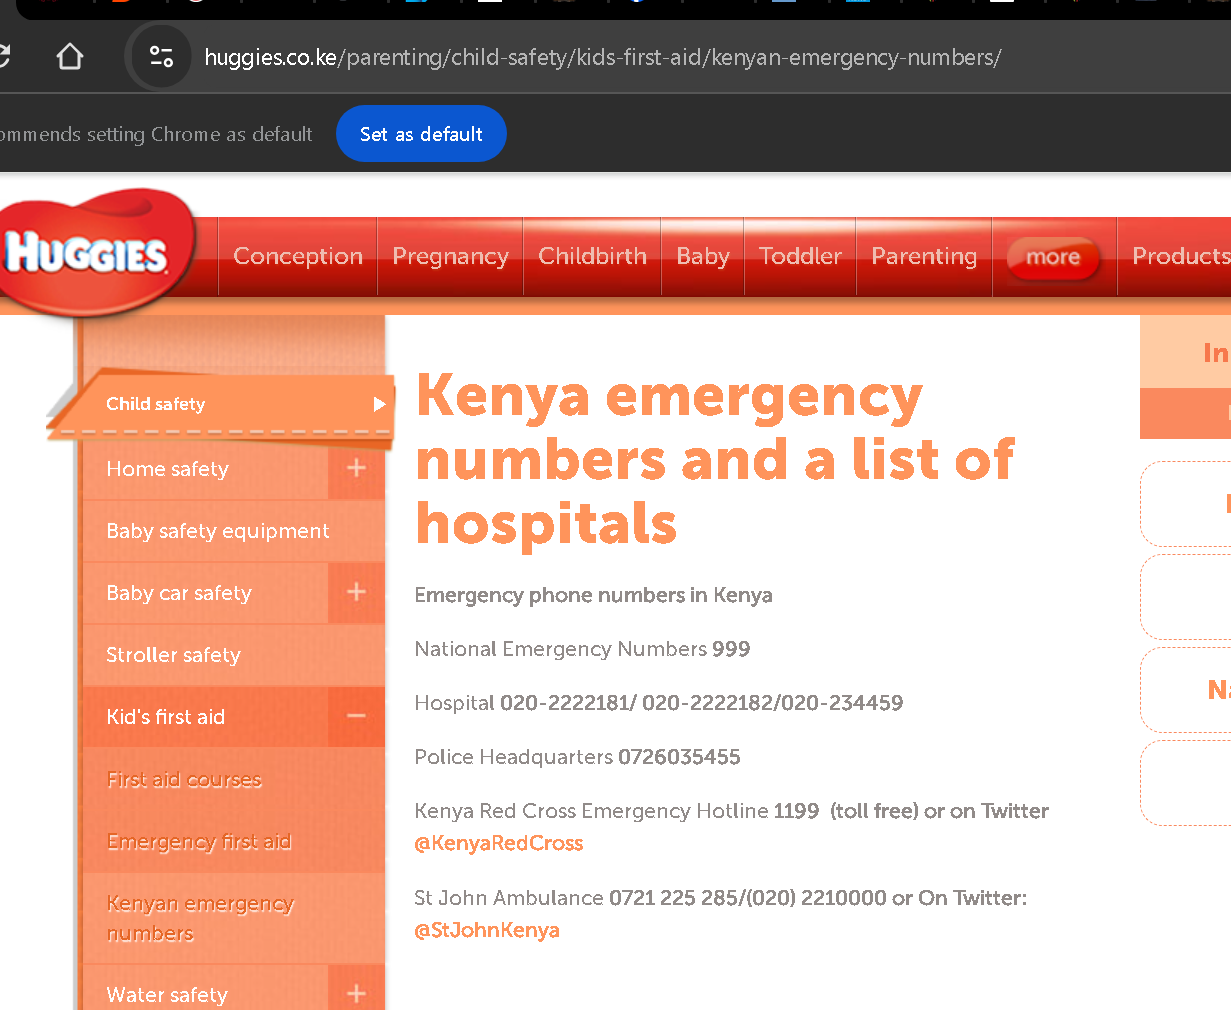 huggies.co.ke/parenting/child-safety/kids-first-aid/kenyan-emergency-numbers/
ommends setting Chrome as default
Set as default
HUGGIES
Conception
Pregnancy
Childbirth
Baby
Toddler
Parenting
more
Products
Child safety
Home safety
Baby safety equipment
Baby car safety
Stroller safety
Kid's first aid
First aid courses
Emergency first aid
Kenyan emergency
numbers
Water safety
Kenya emergency
numbers and a list of
hospitals
Emergency phone numbers in Kenya
National Emergency Numbers 999
Hospital 020-2222181/ 020-2222182/020-234459
Police Headquarters 0726035455
Kenya Red Cross Emergency Hotline 1199  (toll free) or on Twitter
@KenyaRedCross
St John Ambulance 0721 225 285/(020) 2210000 or On Twitter:
@StJohnKenya
In
Na